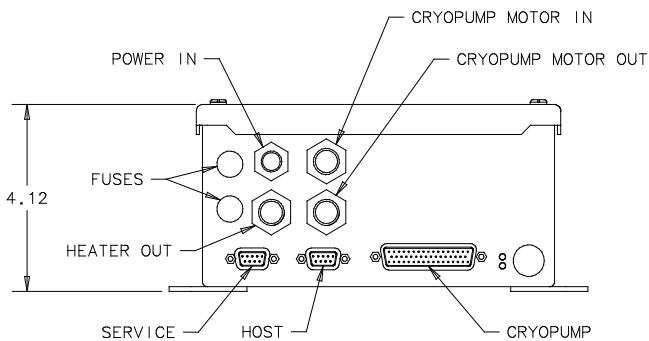 CRYOPUMP MOTOR IN
POWER IN
CRYOPUMP MOTOR OUT
FUSES
4.12
HEATER OUT
SERVICE
HOST
CRYOPUMP